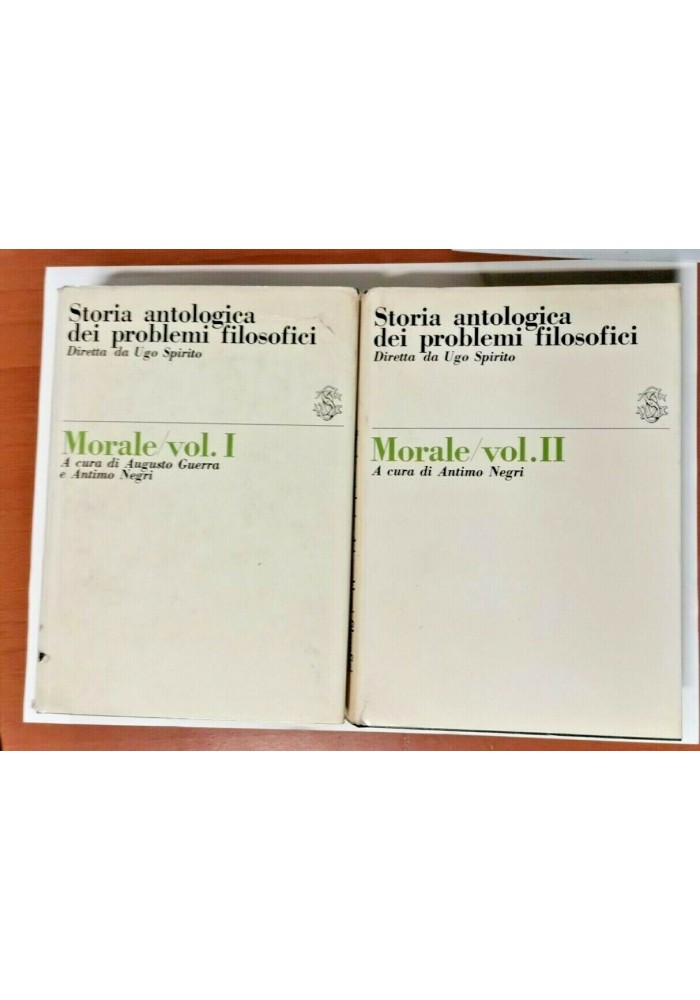 Storia antologica
dei problemi filosofici
Diretta da Ugo Spirito
Morale/vol. I
A cura di Augusto Guerra
e Antimo Negri
Storia antologica
dei problemi filosofici
Diretta da Ugo Spirito
Morale/vol. II
A cura di Antimo Negri